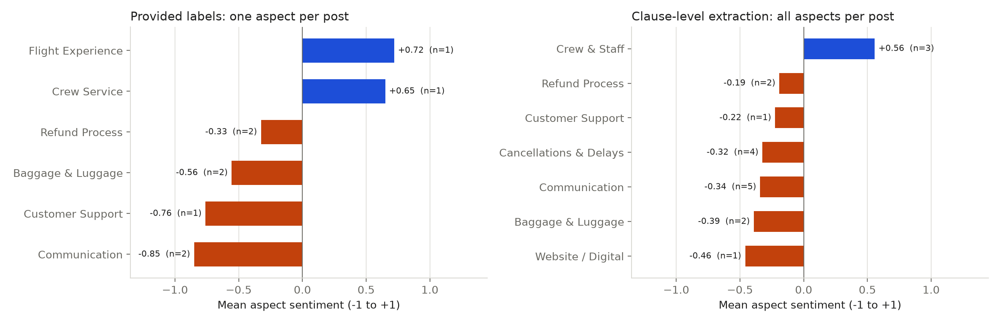 Provided labels: one aspect per post
Flight Experience
+0.72 (n=1)
Crew Service
+0.65 (n=1)
Refund Process
-0.33 (n=2)
Baggage & Luggage
-0.56 (n=2)
Customer Support
-0.76 (n=1)
Communication
-0.85 (n=2)
−1.0 −0.5 0.0 0.5 1.0
Mean aspect sentiment (-1 to +1)
Clause-level extraction: all aspects per post
Crew & Staff
+0.56 (n=3)
Refund Process
-0.19 (n=2)
Customer Support
-0.22 (n=1)
Cancellations & Delays
-0.32 (n=4)
Communication
-0.34 (n=5)
Baggage & Luggage
-0.39 (n=2)
Website / Digital
-0.46 (n=1)
−1.0 −0.5 0.0 0.5 1.0
Mean aspect sentiment (-1 to +1)